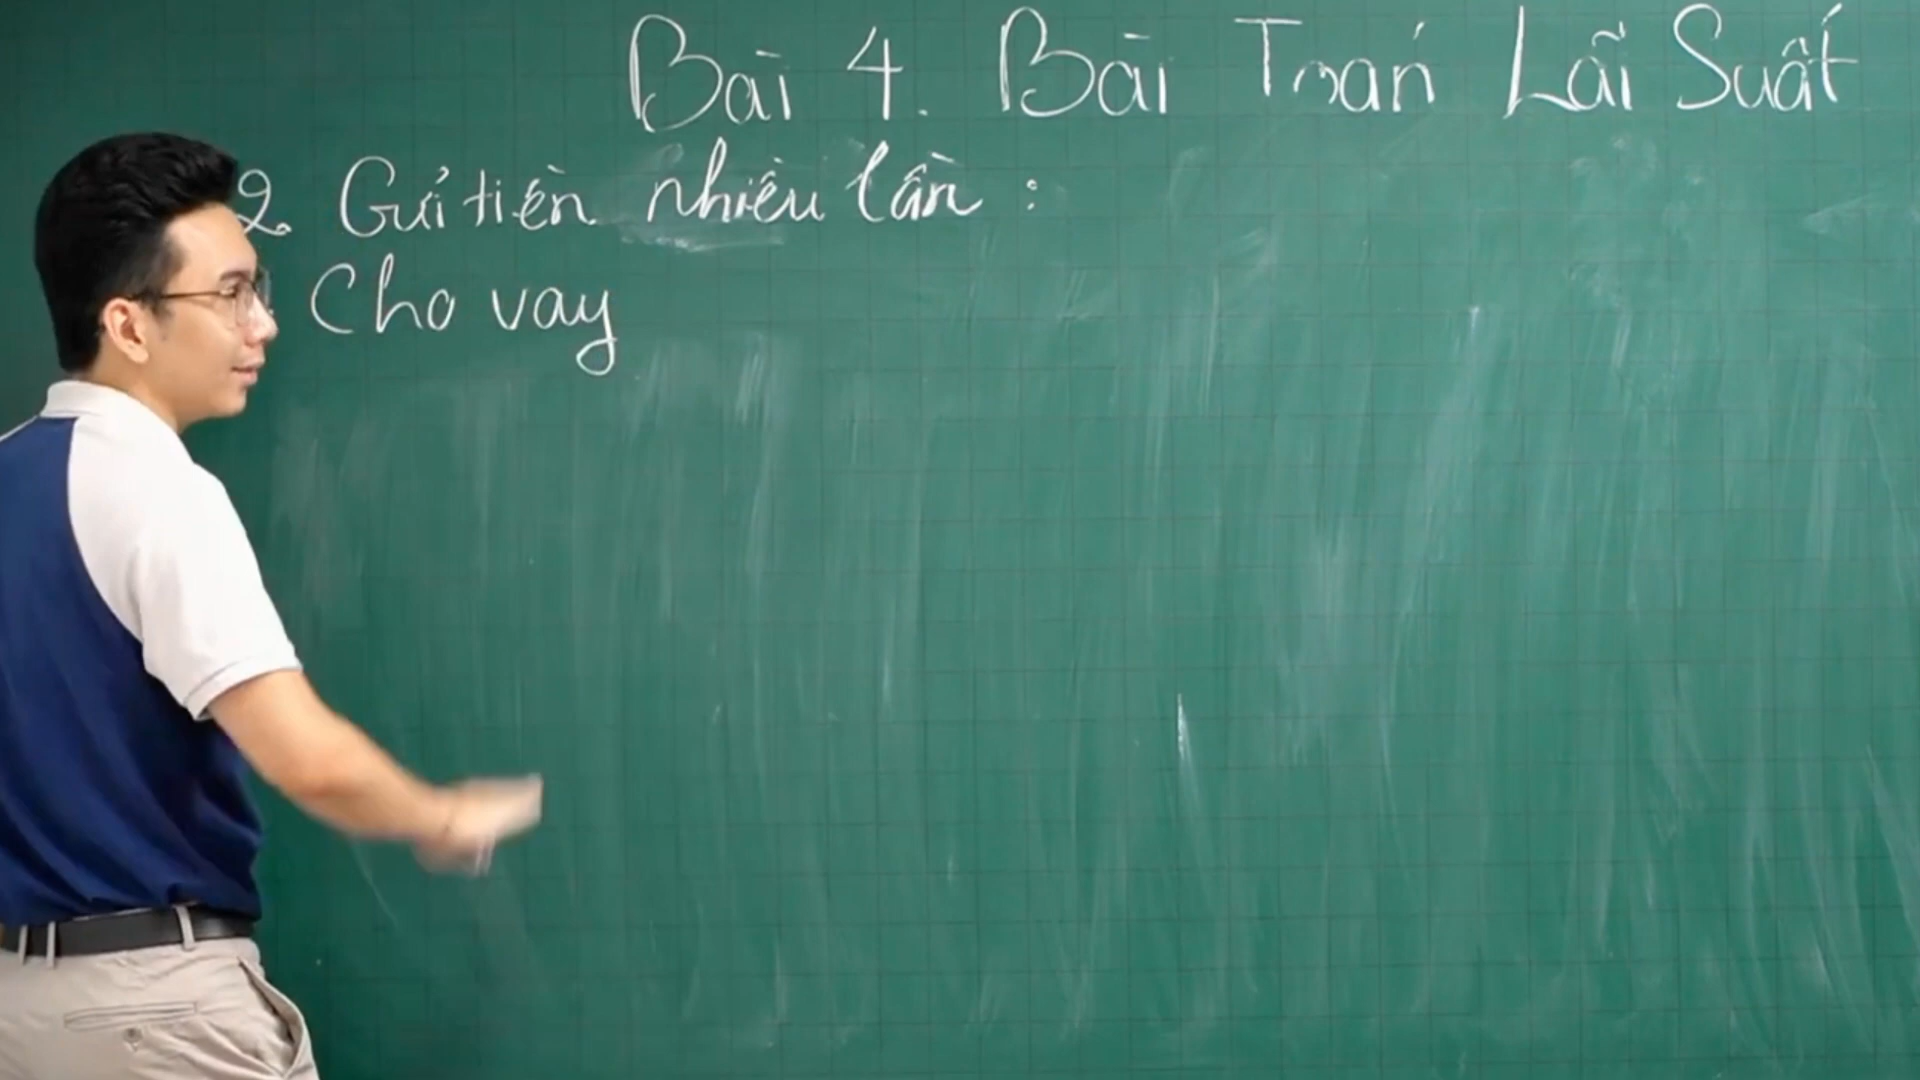 Bài 4. Bài Toán Lãi Suất
2. Gửi tiền nhiều lần :
Cho vay